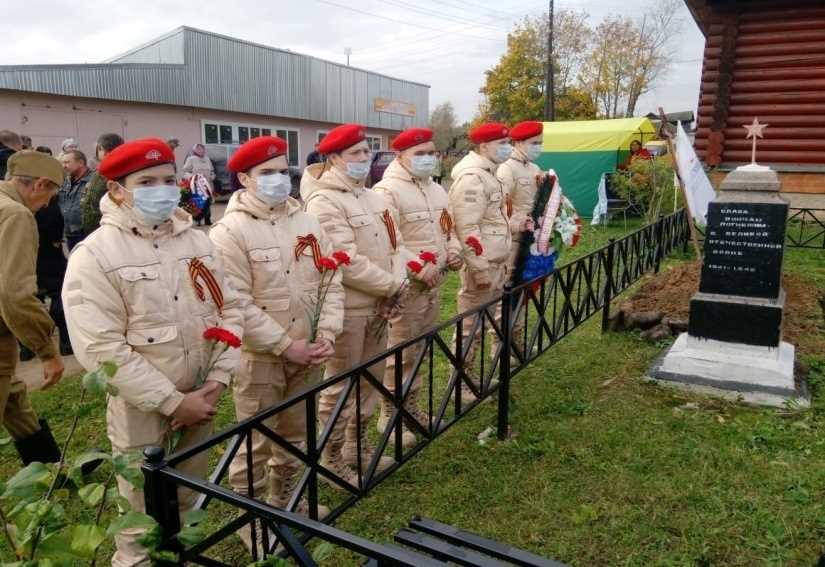 СЛАВА
ВОИНАМ
ПОГИБШИМ
В ВЕЛИКОЙ
ОТЕЧЕСТВЕННОЙ
ВОЙНЕ
1941-1945